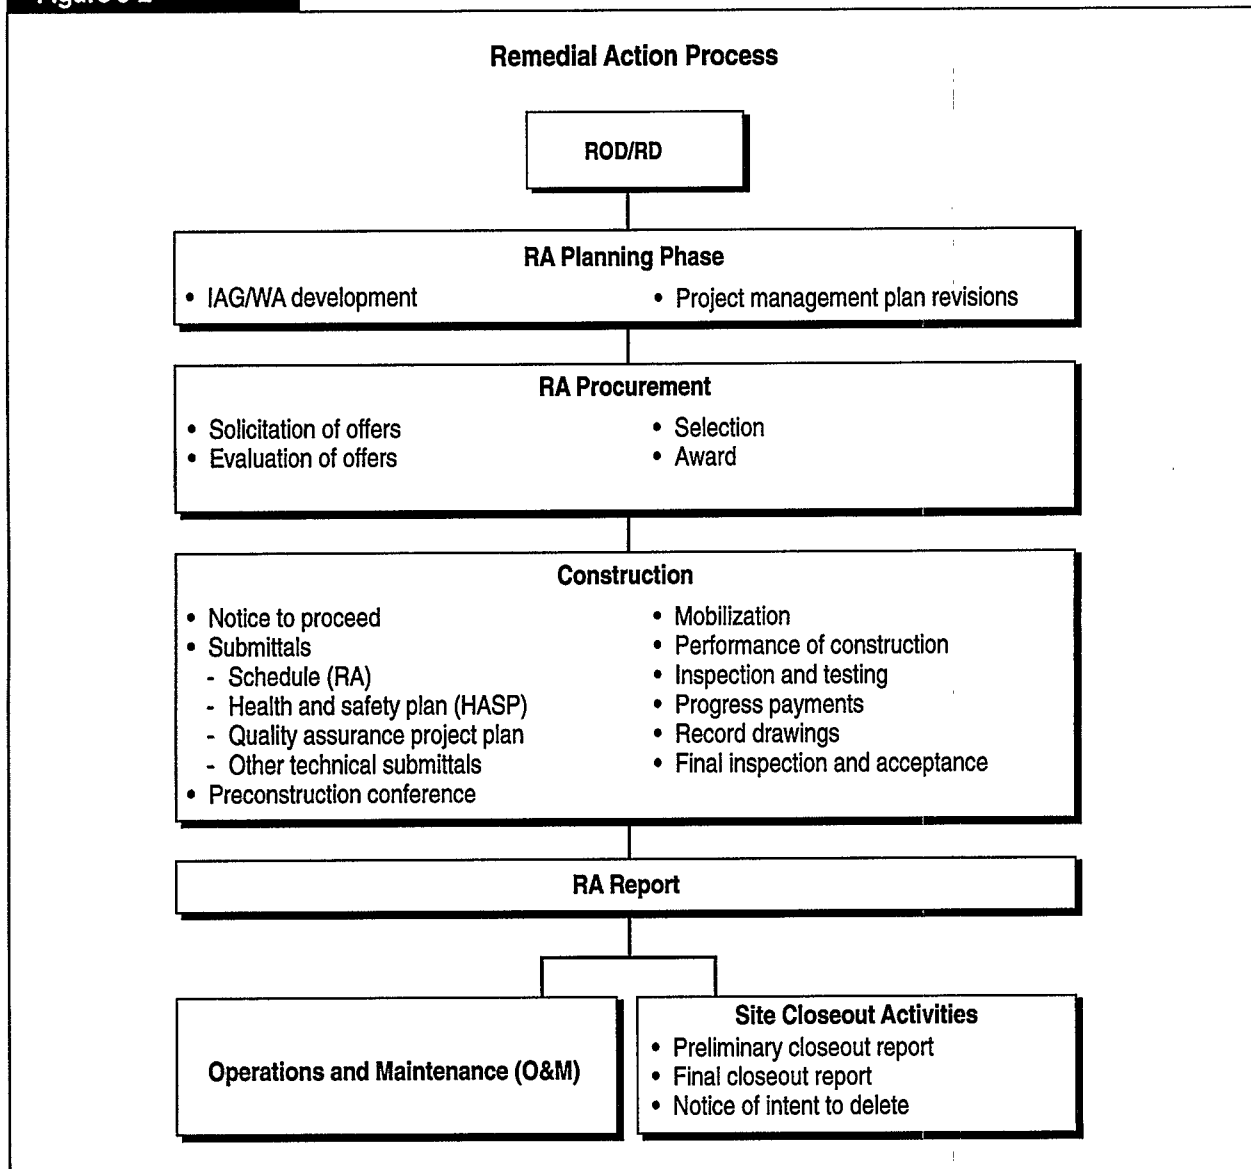 Remedial Action Process
ROD/RD
RA Planning Phase
• IAG/WA development
• Project management plan revisions
RA Procurement
• Solicitation of offers
• Evaluation of offers
• Selection
• Award
Construction
• Notice to proceed
• Submittals
- Schedule (RA)
- Health and safety plan (HASP)
- Quality assurance project plan
- Other technical submittals
• Preconstruction conference
• Mobilization
• Performance of construction
• Inspection and testing
• Progress payments
• Record drawings
• Final inspection and acceptance
RA Report
Operations and Maintenance (O&M)
Site Closeout Activities
• Preliminary closeout report
• Final closeout report
• Notice of intent to delete